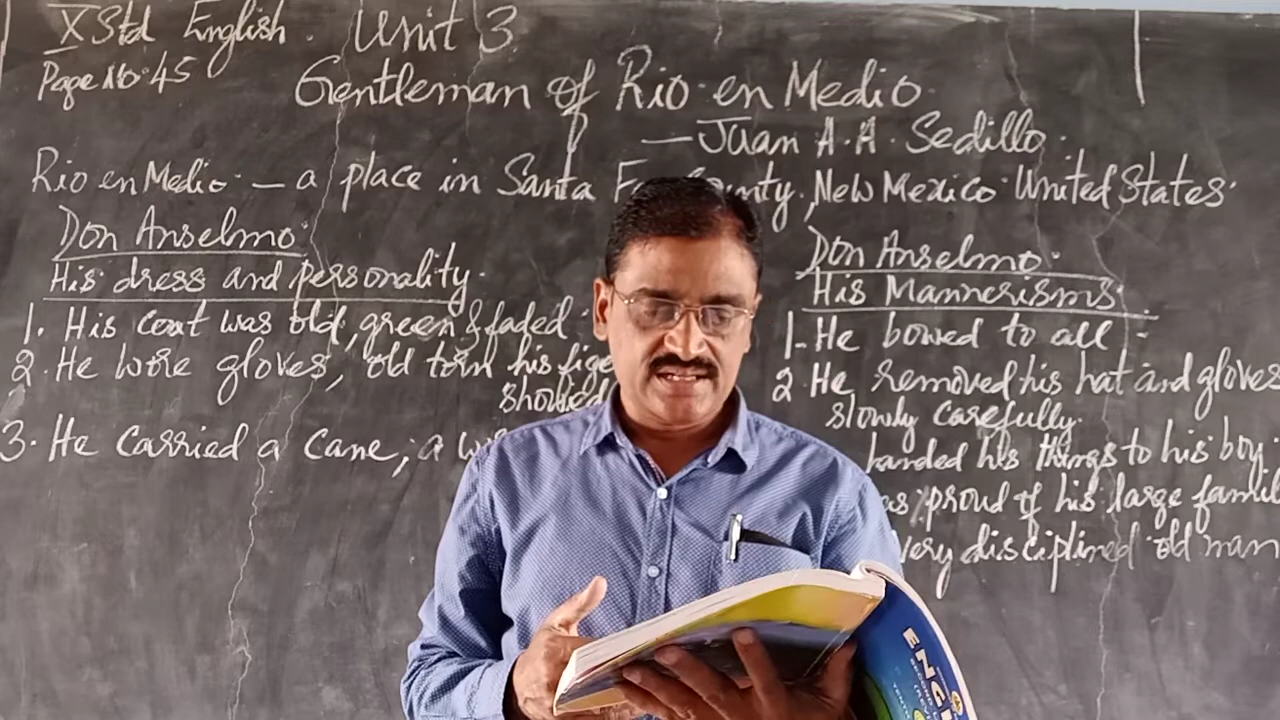 X Std English. Unit 3
Page No. 45
Gentleman of Rio en Medio
— Juan A.A. Sedillo.
Rio en Medio — a place in Santa Fe County, New Mexico United States.
Don Anselmo.
His dress and personality.
1. His coat was old, green & faded.
2. He wore gloves, old torn his
showed
3. He carried a cane, a
Don Anselmo.
His Mannerisms.
1. He bowed to all.
2. He removed his hat and gloves
slowly carefully.
handed his things to his boy.
proud of his large
very disciplined old man
ENGL